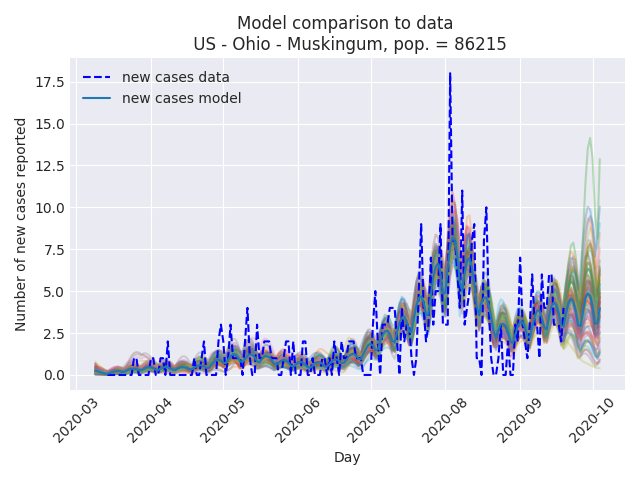 Model comparison to data
US - Ohio - Muskingum, pop. = 86215
new cases data
new cases model
Number of new cases reported
17.5
15.0
12.5
10.0
7.5
5.0
2.5
0.0
2020-03
2020-04
2020-05
2020-06
2020-07
2020-08
2020-09
2020-10
Day